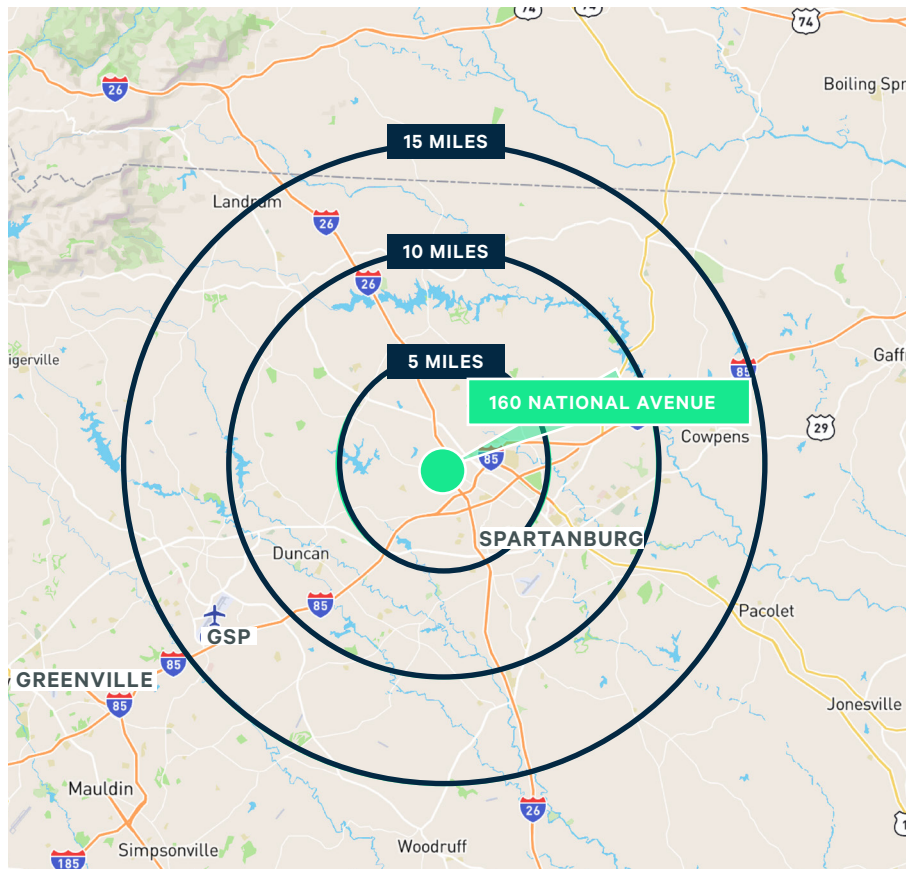 74
74
74
26
Boiling Spr
15 MILES
Landrum
26
10 MILES
26
5 MILES
igerville
Gaff
85
160 NATIONAL AVENUE
29
Cowpens
85
SPARTANBURG
Duncan
85
Pacolet
GSP
85
GREENVILLE
85
Jonesville
Mauldin
26
1
Woodruff
Simpsonville
185